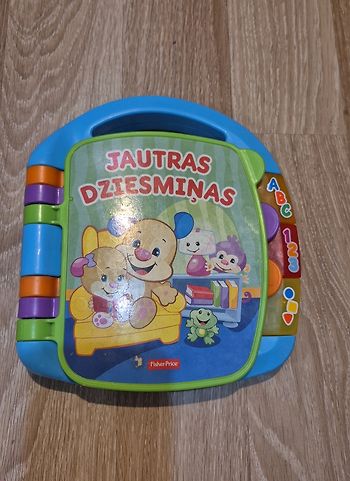 JAUTRAS
DZIESMIŅAS
ABC
123
Fisher-Price